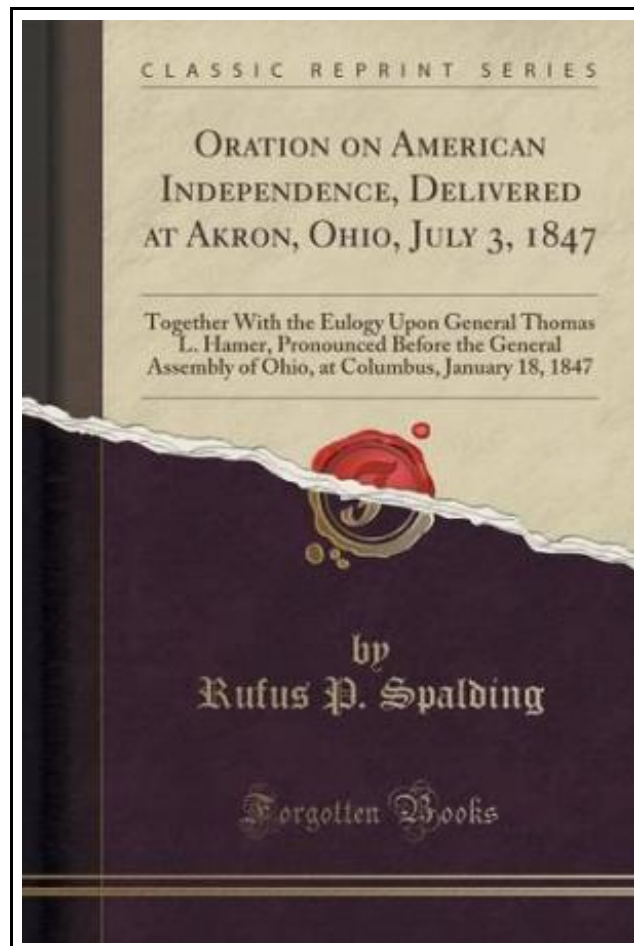 CLASSIC REPRINT SERIES
ORATION ON AMERICAN
INDEPENDENCE, DELIVERED
AT AKRON, OHIO, JULY 3, 1847
Together With the Eulogy Upon General Thomas
L. Hamer, Pronounced Before the General
Assembly of Ohio, at Columbus, January 18, 1847
by
Rufus P. Spalding
Forgotten Books